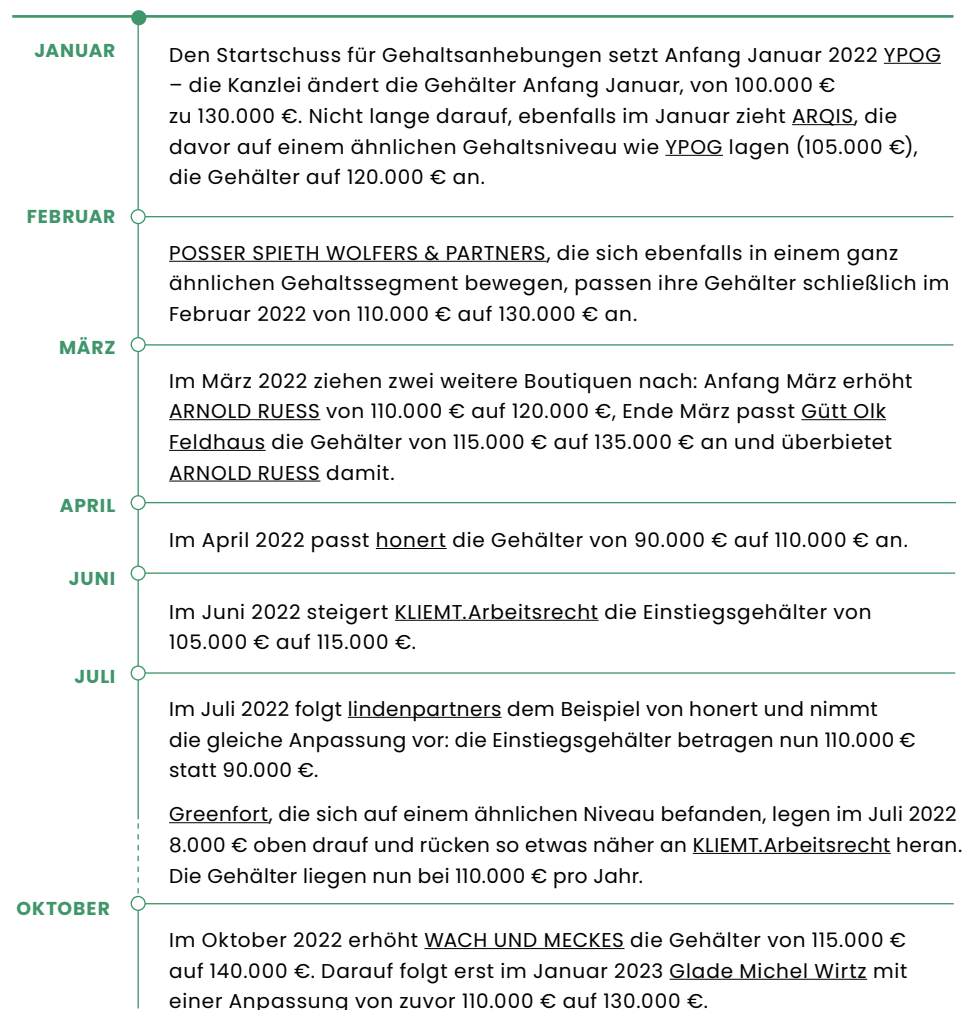 JANUAR
Den Startschuss für Gehaltsanhebungen setzt Anfang Januar 2022 YPOG
– die Kanzlei ändert die Gehälter Anfang Januar, von 100.000 €
zu 130.000 €. Nicht lange darauf, ebenfalls im Januar zieht ARQIS, die
davor auf einem ähnlichen Gehaltsniveau wie YPOG lagen (105.000 €),
die Gehälter auf 120.000 € an.
FEBRUAR
POSSER SPIETH WOLFERS & PARTNERS, die sich ebenfalls in einem ganz
ähnlichen Gehaltssegment bewegen, passen ihre Gehälter schließlich im
Februar 2022 von 110.000 € auf 130.000 € an.
MÄRZ
Im März 2022 ziehen zwei weitere Boutiquen nach: Anfang März erhöht
ARNOLD RUESS von 110.000 € auf 120.000 €, Ende März passt Gütt Olk
Feldhaus die Gehälter von 115.000 € auf 135.000 € an und überbietet
ARNOLD RUESS damit.
APRIL
Im April 2022 passt honert die Gehälter von 90.000 € auf 110.000 € an.
JUNI
Im Juni 2022 steigert KLIEMT.Arbeitsrecht die Einstiegsgehälter von
105.000 € auf 115.000 €.
JULI
Im Juli 2022 folgt lindenpartners dem Beispiel von honert und nimmt
die gleiche Anpassung vor: die Einstiegsgehälter betragen nun 110.000 €
statt 90.000 €.
Greenfort, die sich auf einem ähnlichen Niveau befanden, legen im Juli 2022
8.000 € oben drauf und rücken so etwas näher an KLIEMT.Arbeitsrecht heran.
Die Gehälter liegen nun bei 110.000 € pro Jahr.
OKTOBER
Im Oktober 2022 erhöht WACH UND MECKES die Gehälter von 115.000 €
auf 140.000 €. Darauf folgt erst im Januar 2023 Glade Michel Wirtz mit
einer Anpassung von zuvor 110.000 € auf 130.000 €.